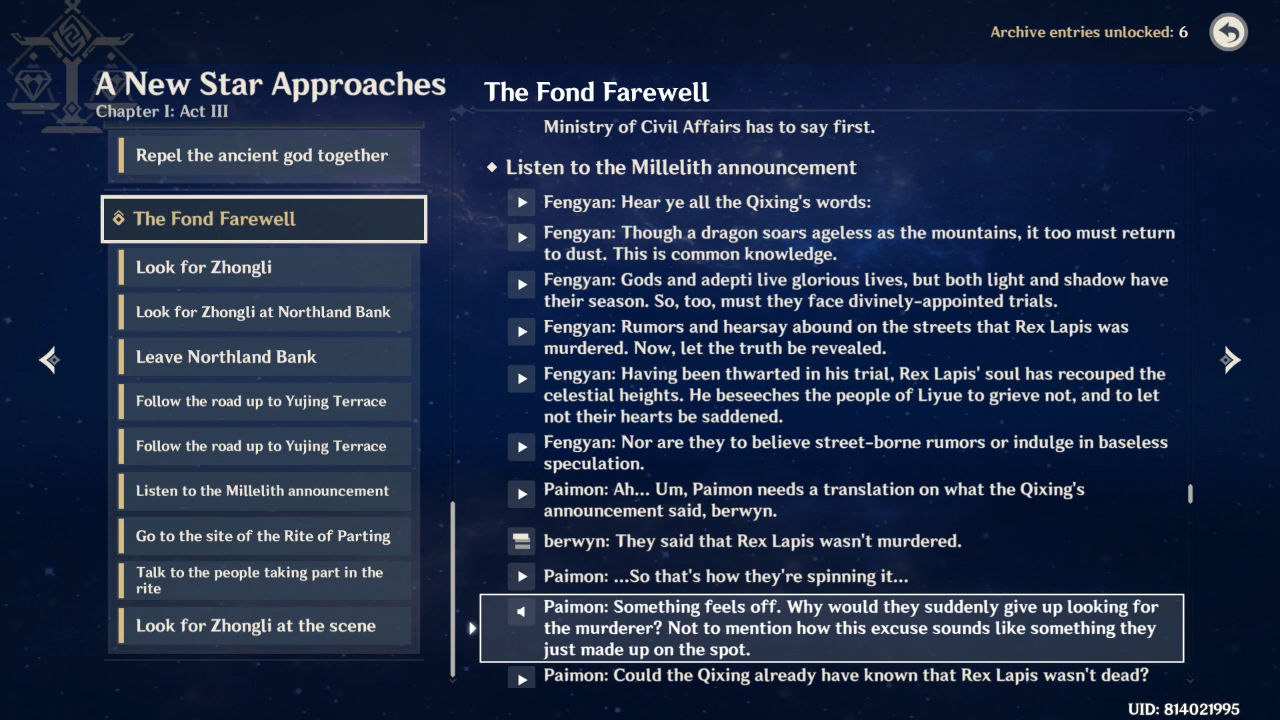 Archive entries unlocked: 6
A New Star Approaches
Chapter I: Act III
Repel the ancient god together
The Fond Farewell
Look for Zhongli
Look for Zhongli at Northland Bank
Leave Northland Bank
Follow the road up to Yujing Terrace
Follow the road up to Yujing Terrace
Listen to the Millelith announcement
Go to the site of the Rite of Parting
Talk to the people taking part in the
rite
Look for Zhongli at the scene
The Fond Farewell
Ministry of Civil Affairs has to say first.
Listen to the Millelith announcement
Fengyan: Hear ye all the Qixing's words:
Fengyan: Though a dragon soars ageless as the mountains, it too must return
to dust. This is common knowledge.
Fengyan: Gods and adepti live glorious lives, but both light and shadow have
their season. So, too, must they face divinely-appointed trials.
Fengyan: Rumors and hearsay abound on the streets that Rex Lapis was
murdered. Now, let the truth be revealed.
Fengyan: Having been thwarted in his trial, Rex Lapis' soul has recouped the
celestial heights. He beseeches the people of Liyue to grieve not, and to let
not their hearts be saddened.
Fengyan: Nor are they to believe street-borne rumors or indulge in baseless
speculation.
Paimon: Ah... Um, Paimon needs a translation on what the Qixing's
announcement said, berwyn.
berwyn: They said that Rex Lapis wasn't murdered.
Paimon: ...So that's how they're spinning it...
Paimon: Something feels off. Why would they suddenly give up looking for
the murderer? Not to mention how this excuse sounds like something they
just made up on the spot.
Paimon: Could the Qixing already have known that Rex Lapis wasn't dead?
UID: 814021995